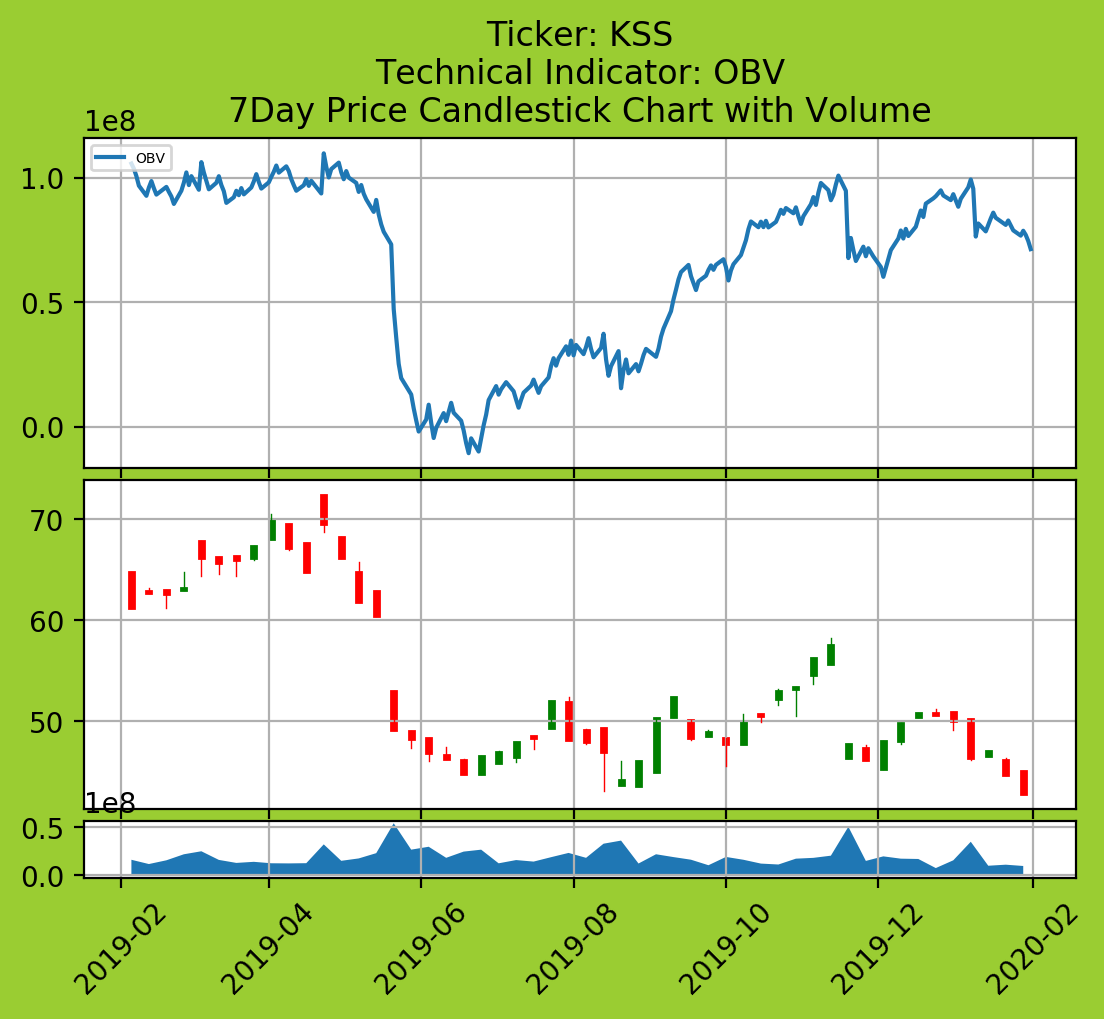 Ticker: KSS
Technical Indicator: OBV
7Day Price Candlestick Chart with Volume
1e8
OBV
1.0
0.5
0.0
70
60
50
1e8
0.5
0.0
2019-02
2019-04
2019-06
2019-08
2019-10
2019-12
2020-02